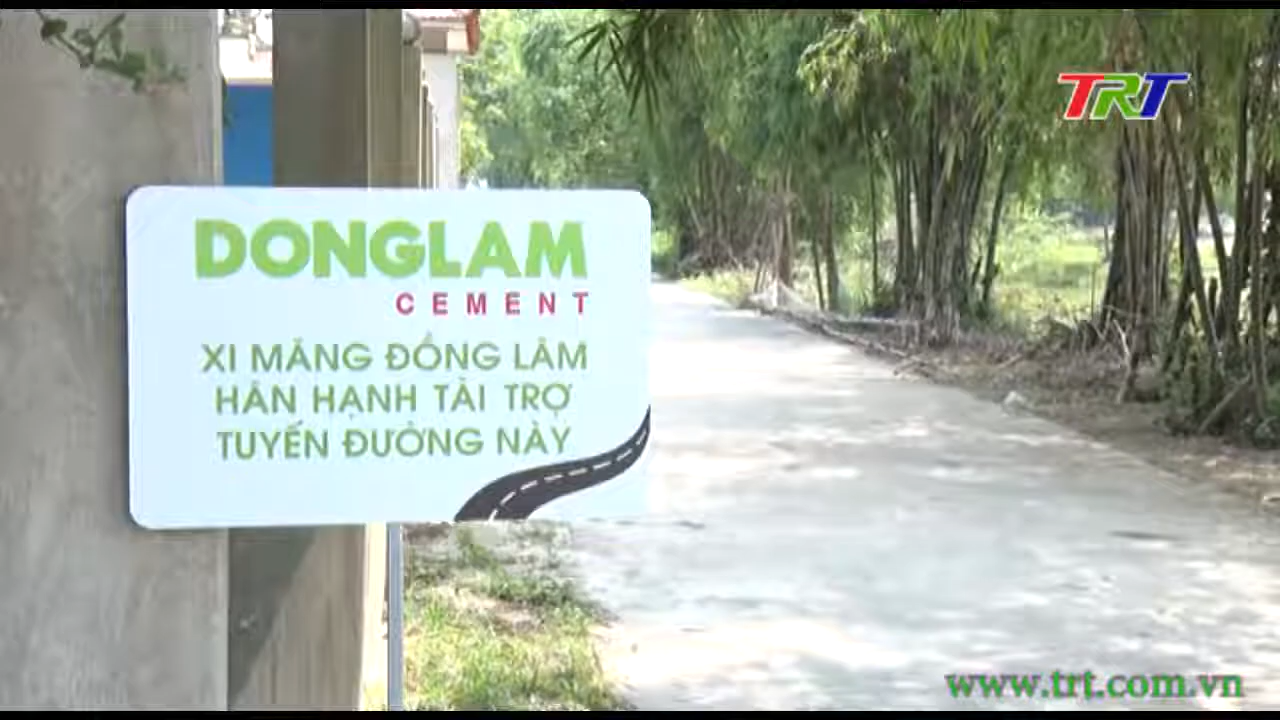 TRT
DONGLAM
CEMENT
XI MĂNG ĐỒNG LÂM
HÂN HẠNH TÀI TRỢ
TUYẾN ĐƯỜNG NÀY
www.trt.com.vn